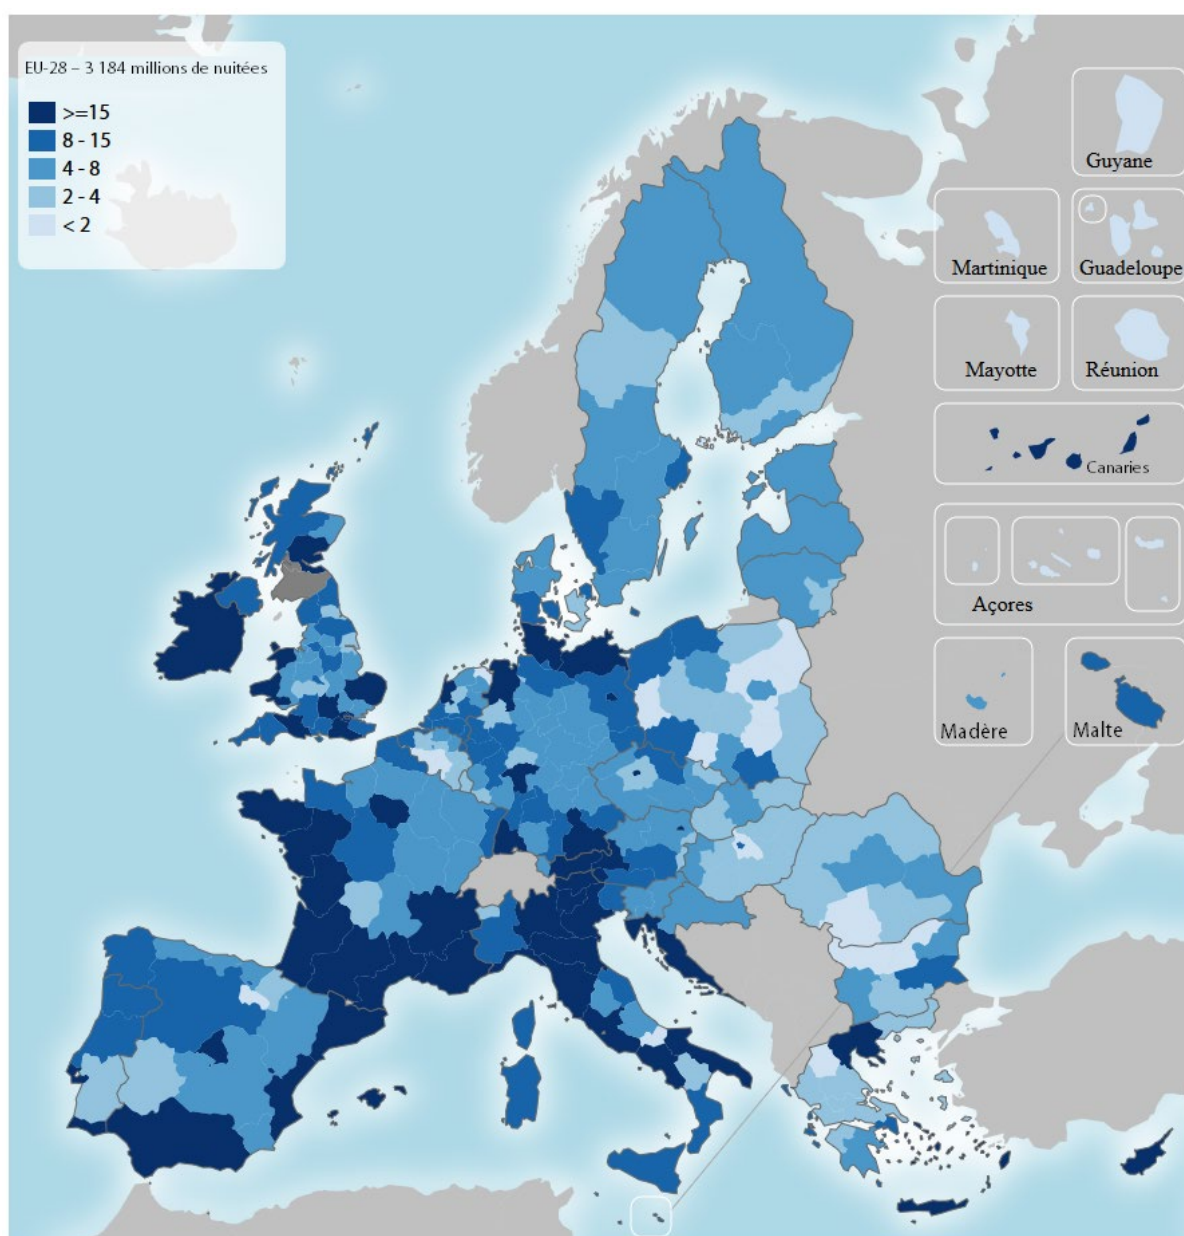 EU-28 – 3 184 millions de nuitées
>=15
8 - 15
4 - 8
2 - 4
< 2
Guyane
Martinique
Guadeloupe
Mayotte
Réunion
Canaries
Açores
Madère
Malte